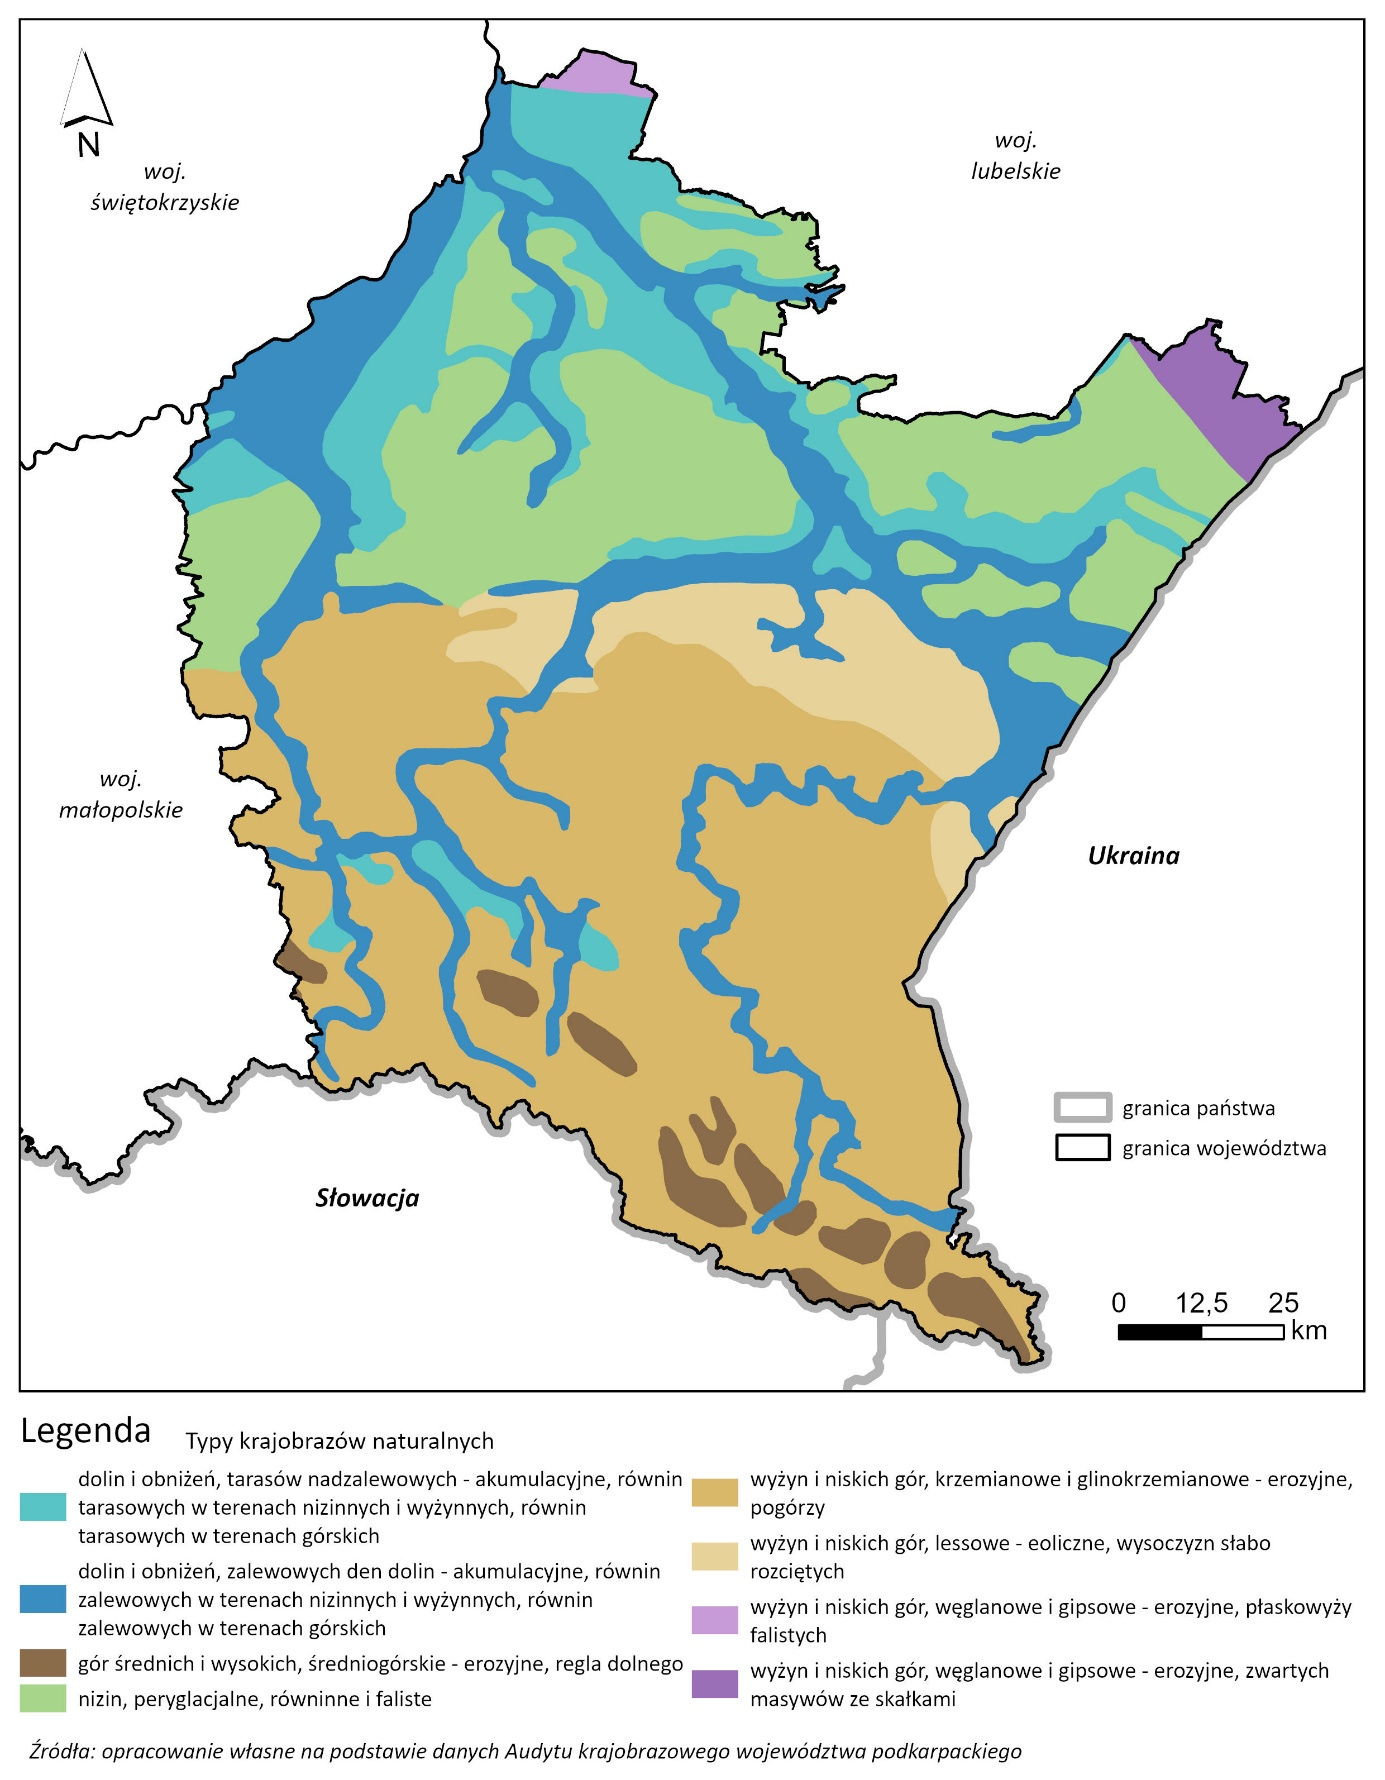 N
woj.
świętokrzyskie
woj.
lubelskie
woj.
małopolskie
Ukraina
granica państwa
granica województwa
Słowacja
0 12,5 25
km
Legenda
Typy krajobrazów naturalnych
dolin i obniżeń, tarasów nadzalewowych - akumulacyjne, równin
tarasowych w terenach nizinnych i wyżynnych, równin
tarasowych w terenach górskich
dolin i obniżeń, zalewowych den dolin - akumulacyjne, równin
zalewowych w terenach nizinnych i wyżynnych, równin
zalewowych w terenach górskich
gór średnich i wysokich, średniogórskie - erozyjne, regla dolnego
nizin, peryglacjalne, równinne i faliste
wyżyn i niskich gór, krzemianowe i glinokrzemianowe - erozyjne,
pogórzy
wyżyn i niskich gór, lessowe - eoliczne, wysoczyzn słabo
rozciętych
wyżyn i niskich gór, węglanowe i gipsowe - erozyjne, płaskowyży
falistych
wyżyn i niskich gór, węglanowe i gipsowe - erozyjne, zwartych
masywów ze skałkami
Źródła: opracowanie własne na podstawie danych Audytu krajobrazowego województwa podkarpackiego